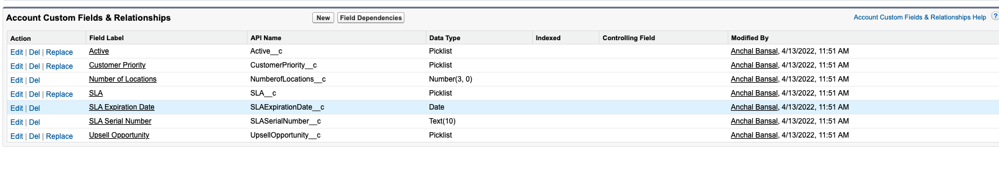 Account Custom Fields & Relationships New Field Dependencies Account Custom Fields & Relationships Help ?
Action Field Label API Name Data Type Indexed Controlling Field Modified By
Edit | Del | Replace Active Active__c Picklist Anchal Bansal, 4/13/2022, 11:51 AM
Edit | Del | Replace Customer Priority CustomerPriority__c Picklist Anchal Bansal, 4/13/2022, 11:51 AM
Edit | Del Number of Locations NumberofLocations__c Number(3, 0) Anchal Bansal, 4/13/2022, 11:51 AM
Edit | Del | Replace SLA SLA__c Picklist Anchal Bansal, 4/13/2022, 11:51 AM
Edit | Del SLA Expiration Date SLAExpirationDate__c Date Anchal Bansal, 4/13/2022, 11:51 AM
Edit | Del SLA Serial Number SLASerialNumber__c Text(10) Anchal Bansal, 4/13/2022, 11:51 AM
Edit | Del | Replace Upsell Opportunity UpsellOpportunity__c Picklist Anchal Bansal, 4/13/2022, 11:51 AM